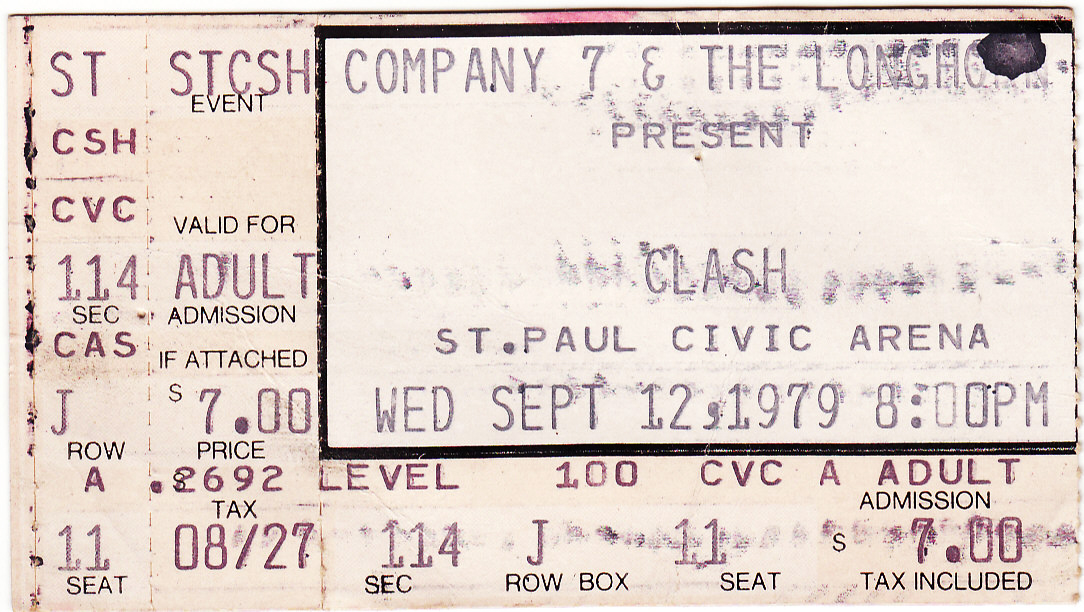 ST STCSH COMPANY 7 & THE LONGHORN
EVENT
CSH PRESENT
CVC
VALID FOR
114 ADULT CLASH
SEC ADMISSION
CAS ST.PAUL CIVIC ARENA
IF ATTACHED
J $ 7.00 WED SEPT 12,1979 8:00PM
ROW PRICE
A .2692 LEVEL 100 CVC A ADULT
TAX ADMISSION
11 08/27 114 J 11 $ 7.00
SEAT SEC ROW BOX SEAT TAX INCLUDED